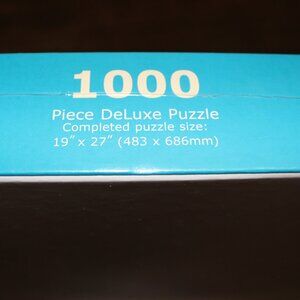 1000
Piece DeLuxe Puzzle
Completed puzzle size:
19" x 27" (483 x 686mm)